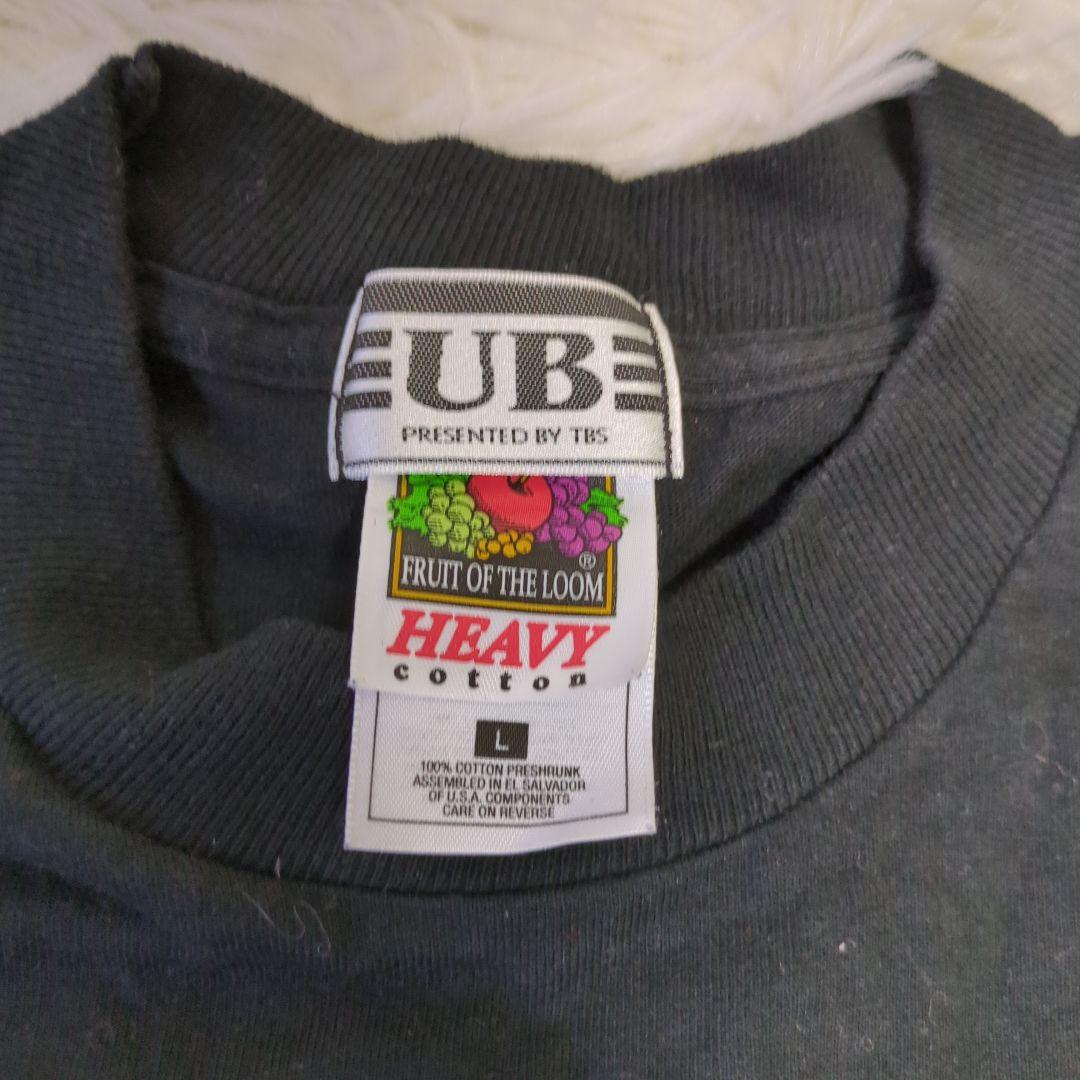 UB
PRESENTED BY TBS
®
FRUIT OF THE LOOM
HEAVY
cotton
L
100% COTTON PRESHRUNK
ASSEMBLED IN EL SALVADOR
OF U.S.A. COMPONENTS
CARE ON REVERSE